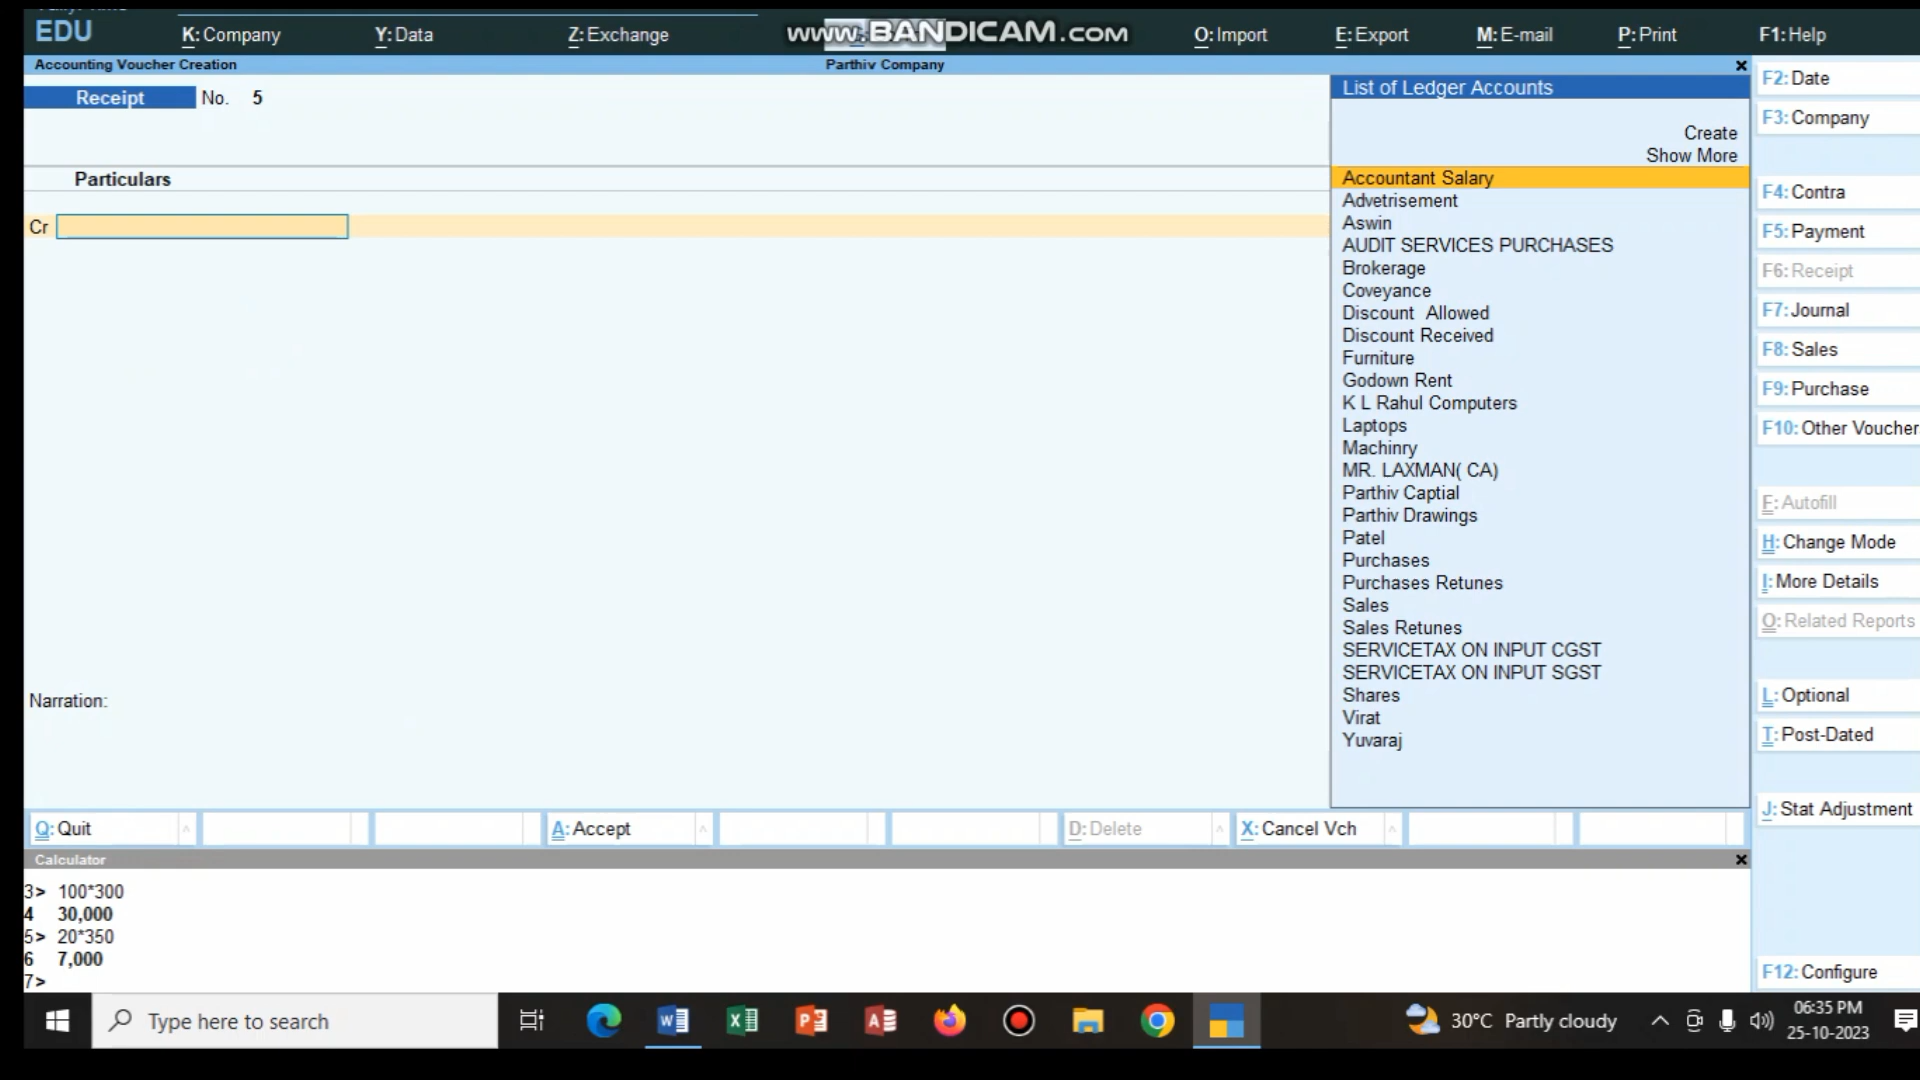 EDU
K: Company
Y: Data
Z: Exchange
www.BANDICAM.com
O: Import
E: Export
M: E-mail
P: Print
F1: Help
Accounting Voucher Creation
Parthiv Company
Receipt No. 5
Particulars
Cr
Narration:
List of Ledger Accounts
Create
Show More
Accountant Salary
Advetrisement
Aswin
AUDIT SERVICES PURCHASES
Brokerage
Coveyance
Discount Allowed
Discount Received
Furniture
Godown Rent
K L Rahul Computers
Laptops
Machinry
MR. LAXMAN( CA)
Parthiv Captial
Parthiv Drawings
Patel
Purchases
Purchases Retunes
Sales
Sales Retunes
SERVICETAX ON INPUT CGST
SERVICETAX ON INPUT SGST
Shares
Virat
Yuvaraj
F2: Date
F3: Company
F4: Contra
F5: Payment
F6: Receipt
F7: Journal
F8: Sales
F9: Purchase
F10: Other Voucher
F: Autofill
H: Change Mode
I: More Details
O: Related Reports
L: Optional
T: Post-Dated
J: Stat Adjustment
F12: Configure
Q: Quit
A: Accept
D: Delete
X: Cancel Vch
Calculator
3> 100*300
4 30,000
5> 20*350
6 7,000
7>
Type here to search
30°C Partly cloudy
06:35 PM
25-10-2023